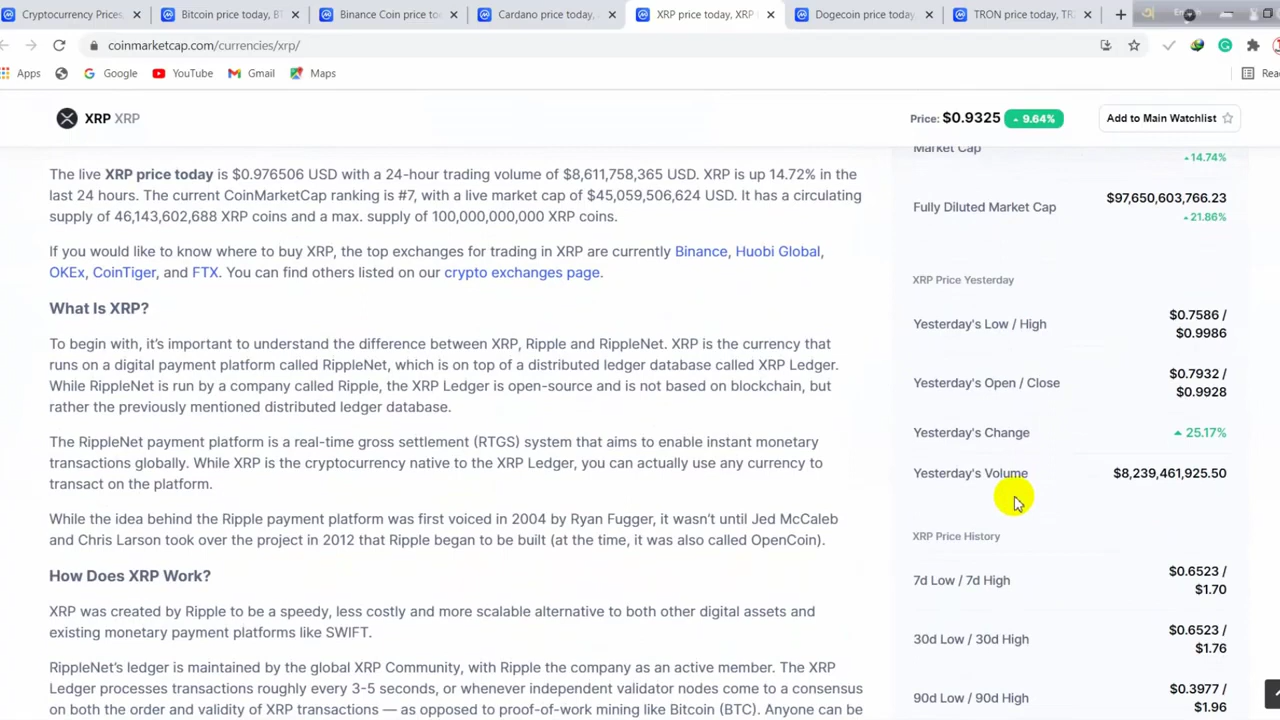 Cryptocurrency Prices,
Bitcoin price today, BT
Binance Coin price to
Cardano price today,
XRP price today, XRP
Dogecoin price today
TRON price today, TR
coinmarketcap.com/currencies/xrp/
Apps
Google
YouTube
Gmail
Maps
Rea
XRP XRP
Price: $0.9325 9.64%
Add to Main Watchlist
The live XRP price today is $0.976506 USD with a 24-hour trading volume of $8,611,758,365 USD. XRP is up 14.72% in the
last 24 hours. The current CoinMarketCap ranking is #7, with a live market cap of $45,059,506,624 USD. It has a circulating
supply of 46,143,602,688 XRP coins and a max. supply of 100,000,000,000 XRP coins.
If you would like to know where to buy XRP, the top exchanges for trading in XRP are currently Binance, Huobi Global,
OKEx, CoinTiger, and FTX. You can find others listed on our crypto exchanges page.
What Is XRP?
To begin with, it's important to understand the difference between XRP, Ripple and RippleNet. XRP is the currency that
runs on a digital payment platform called RippleNet, which is on top of a distributed ledger database called XRP Ledger.
While RippleNet is run by a company called Ripple, the XRP Ledger is open-source and is not based on blockchain, but
rather the previously mentioned distributed ledger database.
The RippleNet payment platform is a real-time gross settlement (RTGS) system that aims to enable instant monetary
transactions globally. While XRP is the cryptocurrency native to the XRP Ledger, you can actually use any currency to
transact on the platform.
While the idea behind the Ripple payment platform was first voiced in 2004 by Ryan Fugger, it wasn't until Jed McCaleb
and Chris Larson took over the project in 2012 that Ripple began to be built (at the time, it was also called OpenCoin).
How Does XRP Work?
XRP was created by Ripple to be a speedy, less costly and more scalable alternative to both other digital assets and
existing monetary payment platforms like SWIFT.
RippleNet's ledger is maintained by the global XRP Community, with Ripple the company as an active member. The XRP
Ledger processes transactions roughly every 3-5 seconds, or whenever independent validator nodes come to a consensus
on both the order and validity of XRP transactions — as opposed to proof-of-work mining like Bitcoin (BTC). Anyone can be
Market Cap
14.74%
Fully Diluted Market Cap
$97,650,603,766.23
21.86%
XRP Price Yesterday
Yesterday's Low / High
$0.7586 /
$0.9986
Yesterday's Open / Close
$0.7932 /
$0.9928
Yesterday's Change
25.17%
Yesterday's Volume
$8,239,461,925.50
XRP Price History
7d Low / 7d High
$0.6523 /
$1.70
30d Low / 30d High
$0.6523 /
$1.76
90d Low / 90d High
$0.3977 /
$1.96